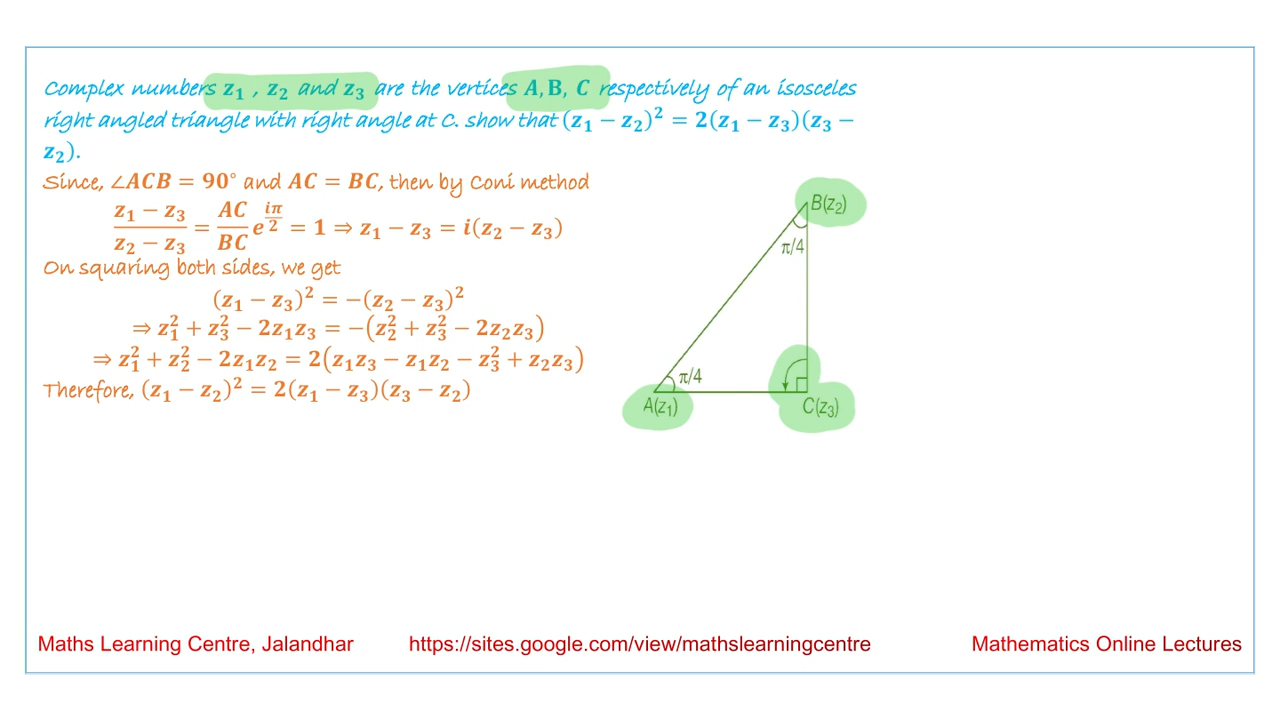 Complex numbers z₁ , z₂ and z₃ are the vertices A, B, C respectively of an isosceles
right angled triangle with right angle at C. show that (z₁ − z₂)² = 2(z₁ − z₃)(z₃ −
z₂).
Since, ∠ACB = 90° and AC = BC, then by Coni method
(z₁ − z₃)/(z₂ − z₃) = AC/BC e^(iπ/2) = 1 ⇒ z₁ − z₃ = i(z₂ − z₃)
On squaring both sides, we get
(z₁ − z₃)² = −(z₂ − z₃)²
⇒ z₁² + z₃² − 2z₁z₃ = −(z₂² + z₃² − 2z₂z₃)
⇒ z₁² + z₂² − 2z₁z₂ = 2(z₁z₃ − z₁z₂ − z₃² + z₂z₃)
Therefore, (z₁ − z₂)² = 2(z₁ − z₃)(z₃ − z₂)
B(z₂)
π/4
π/4
A(z₁)
C(z₃)
Maths Learning Centre, Jalandhar
https://sites.google.com/view/mathslearningcentre
Mathematics Online Lectures